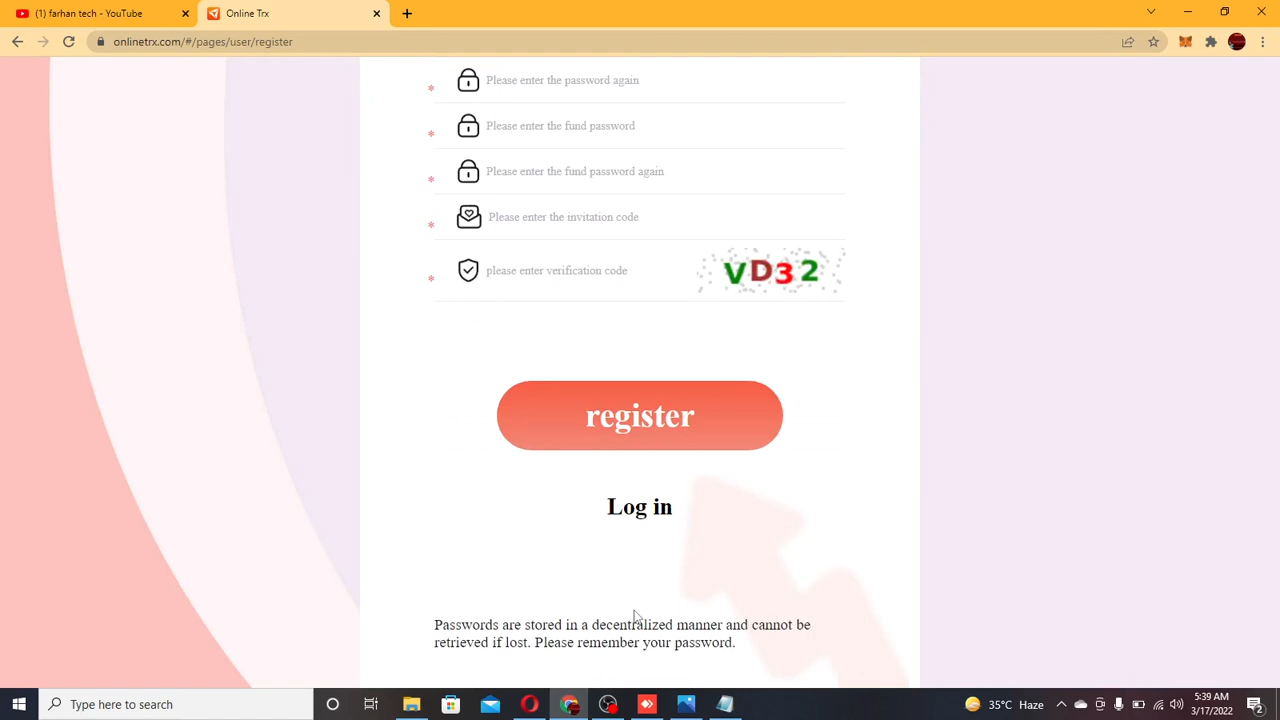 (1) farhan tech - YouTube
Online Trx
onlinetrx.com/#/pages/user/register
* Please enter the password again
* Please enter the fund password
* Please enter the fund password again
* Please enter the invitation code
* please enter verification code VD32
register
Log in
Passwords are stored in a decentralized manner and cannot be
retrieved if lost. Please remember your password.
Type here to search
35°C Haze
5:39 AM
3/17/2022
2